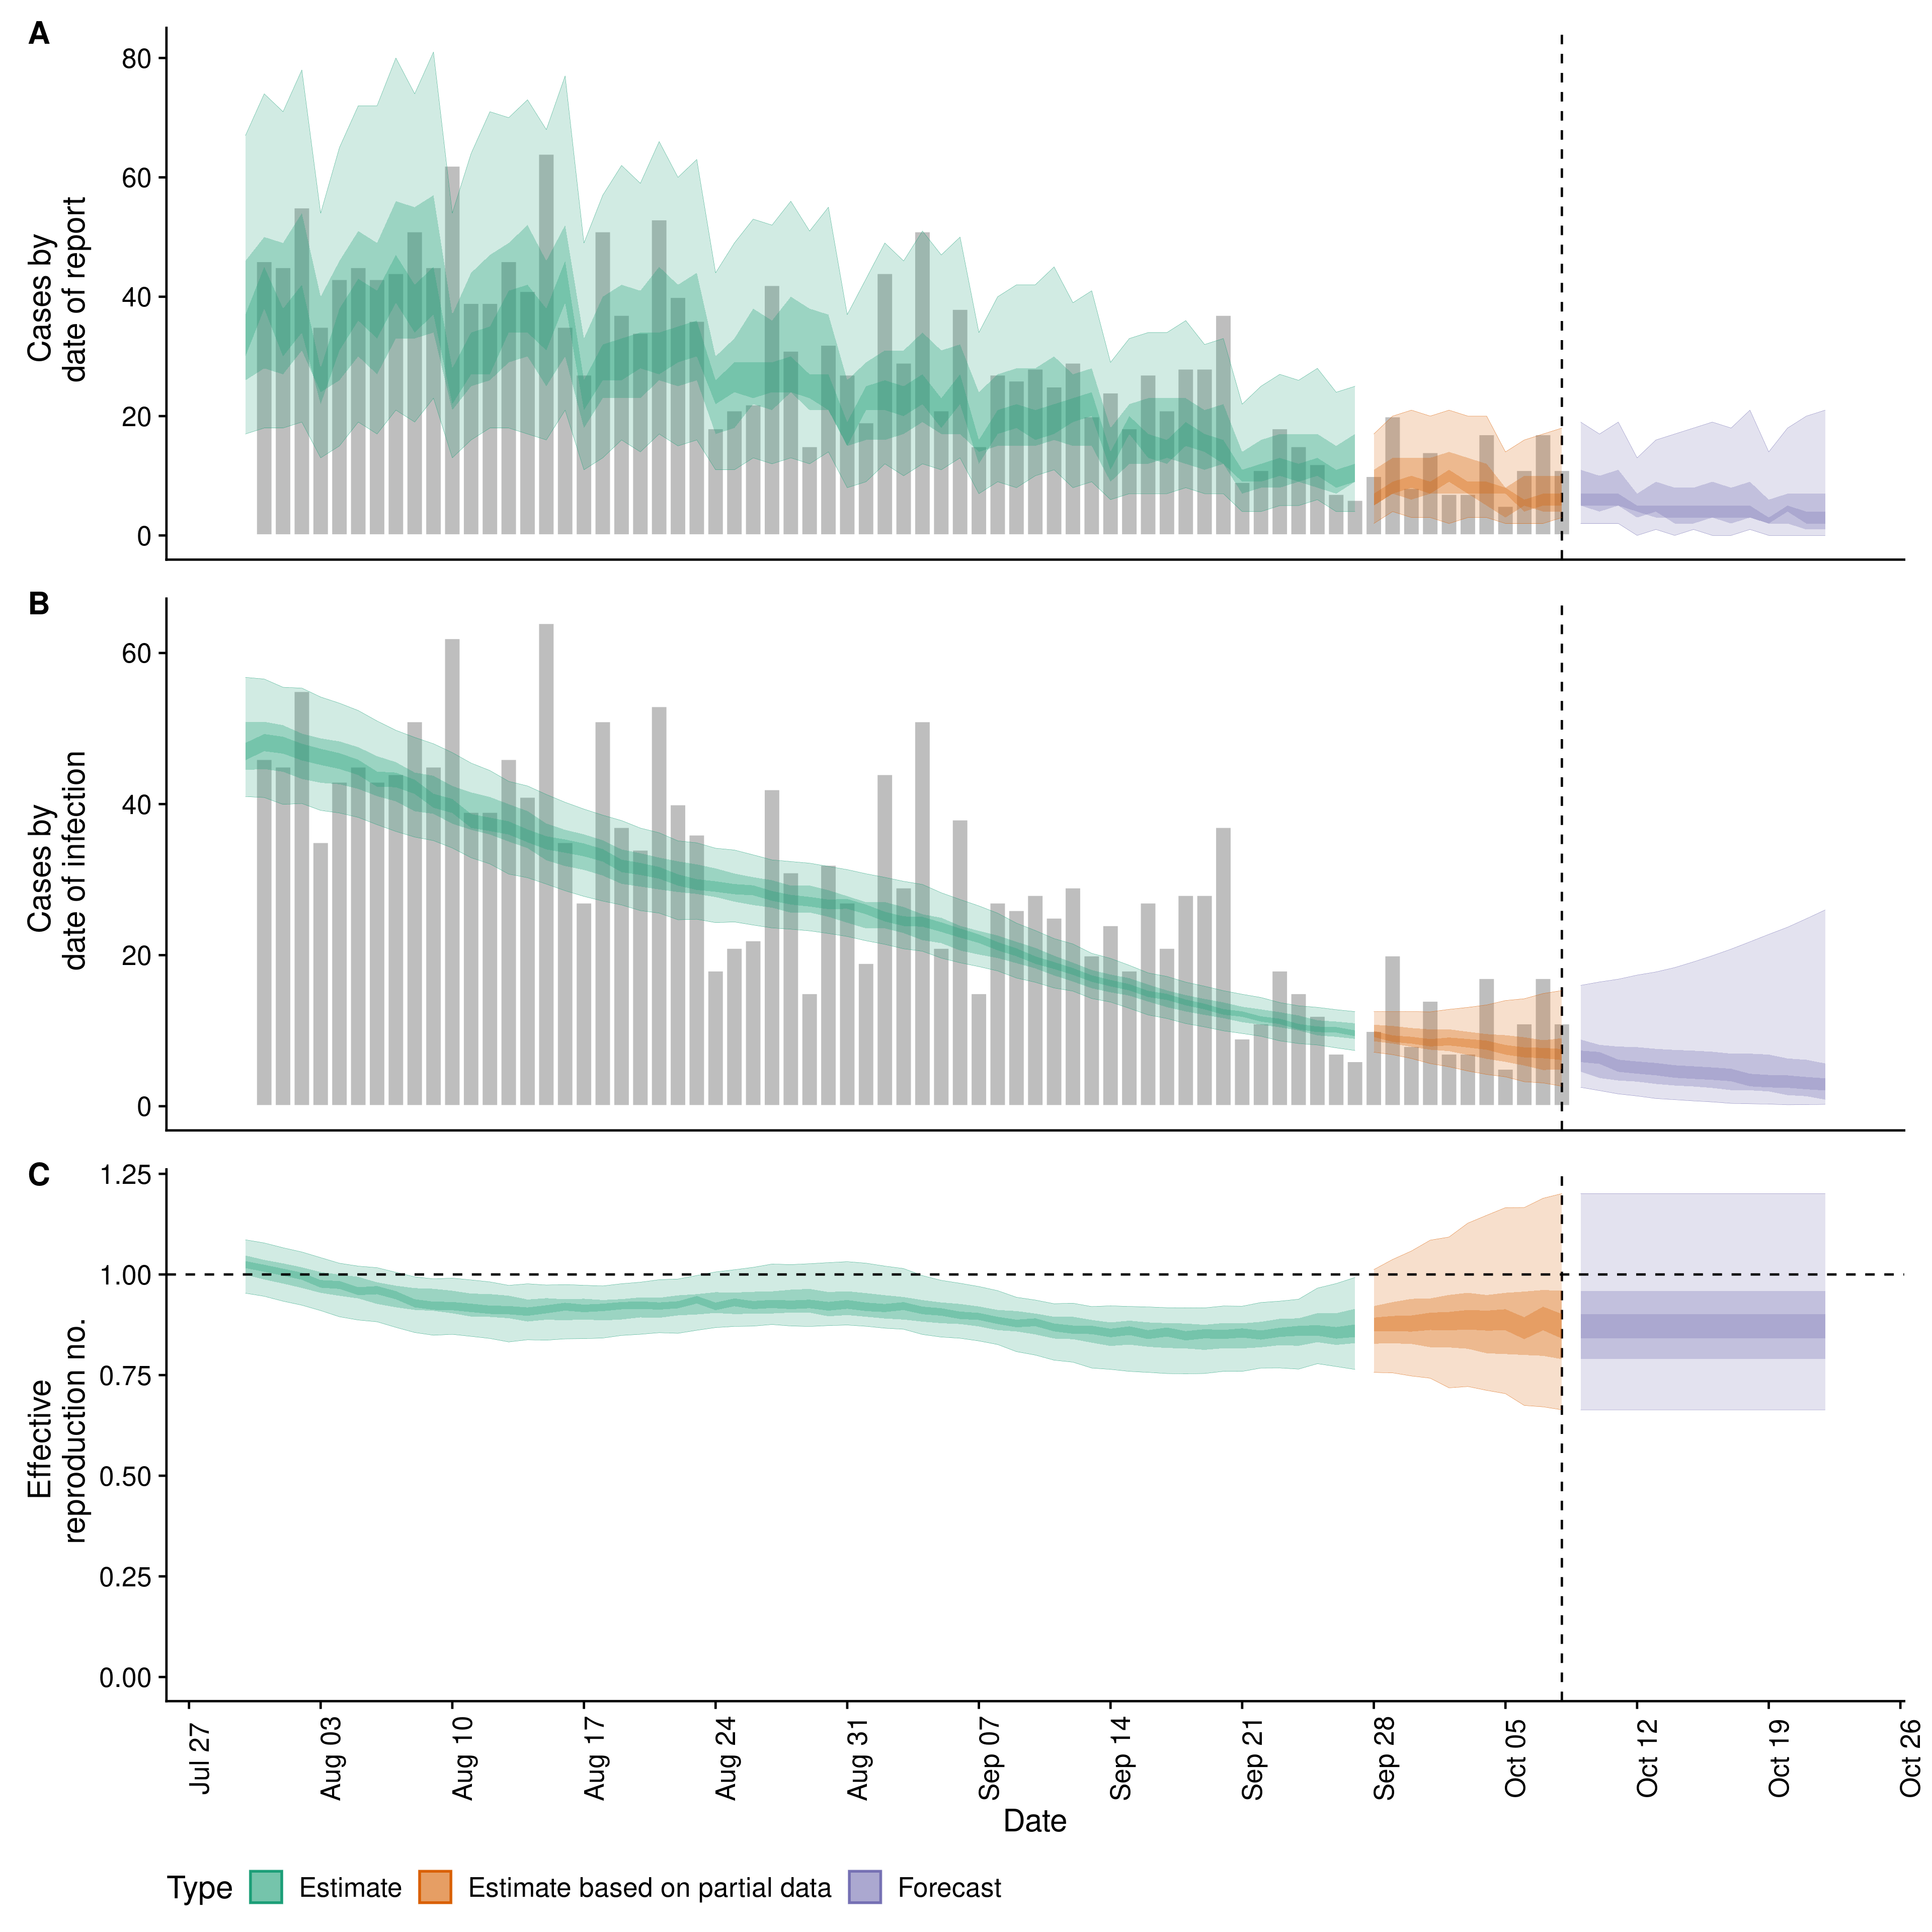 A
80
60
40
20
0
Cases by
date of report
B
60
40
20
0
Cases by
date of infection
C
1.25
1.00
0.75
0.50
0.25
0.00
Effective
reproduction no.
Jul 27
Aug 03
Aug 10
Aug 17
Aug 24
Aug 31
Sep 07
Sep 14
Sep 21
Sep 28
Oct 05
Oct 12
Oct 19
Oct 26
Date
Type Estimate Estimate based on partial data Forecast